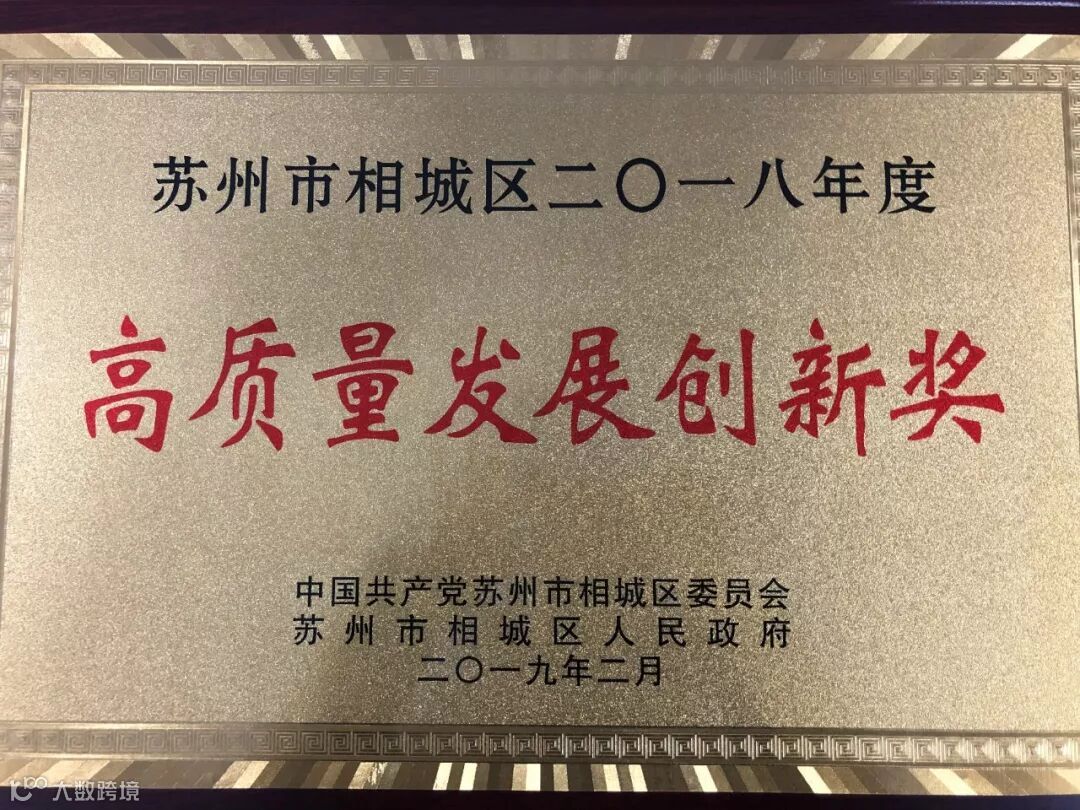 苏州市相城区二〇一八年度
高质量发展创新奖
中国共产党苏州市相城区委员会
苏州市相城区人民政府
二〇一九年二月
大数跨境